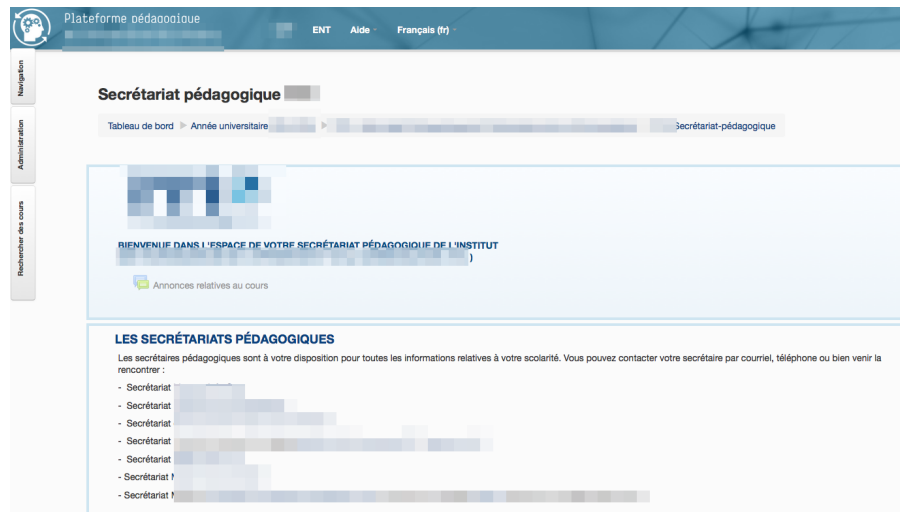 Plateforme pédagogique
ENT Aide Français (fr)
Navigation
Administration
Rechercher des cours
Secrétariat pédagogique
Tableau de bord Année universitaire Secrétariat-pédagogique
BIENVENUE DANS L'ESPACE DE VOTRE SECRÉTARIAT PÉDAGOGIQUE DE L'INSTITUT
)
Annonces relatives au cours
LES SECRÉTARIATS PÉDAGOGIQUES
Les secrétaires pédagogiques sont à votre disposition pour toutes les informations relatives à votre scolarité. Vous pouvez contacter votre secrétaire par courriel, téléphone ou bien venir la
rencontrer :
- Secrétariat
- Secrétariat
- Secrétariat
- Secrétariat
- Secrétariat
- Secrétariat
- Secrétariat